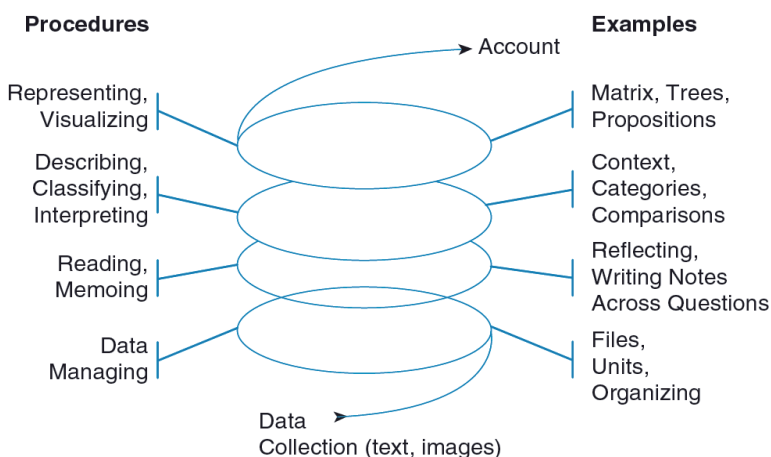 Procedures
Examples
Account
Representing,
Visualizing
Matrix, Trees,
Propositions
Describing,
Classifying,
Interpreting
Context,
Categories,
Comparisons
Reading,
Memoing
Reflecting,
Writing Notes
Across Questions
Data
Managing
Files,
Units,
Organizing
Data
Collection (text, images)